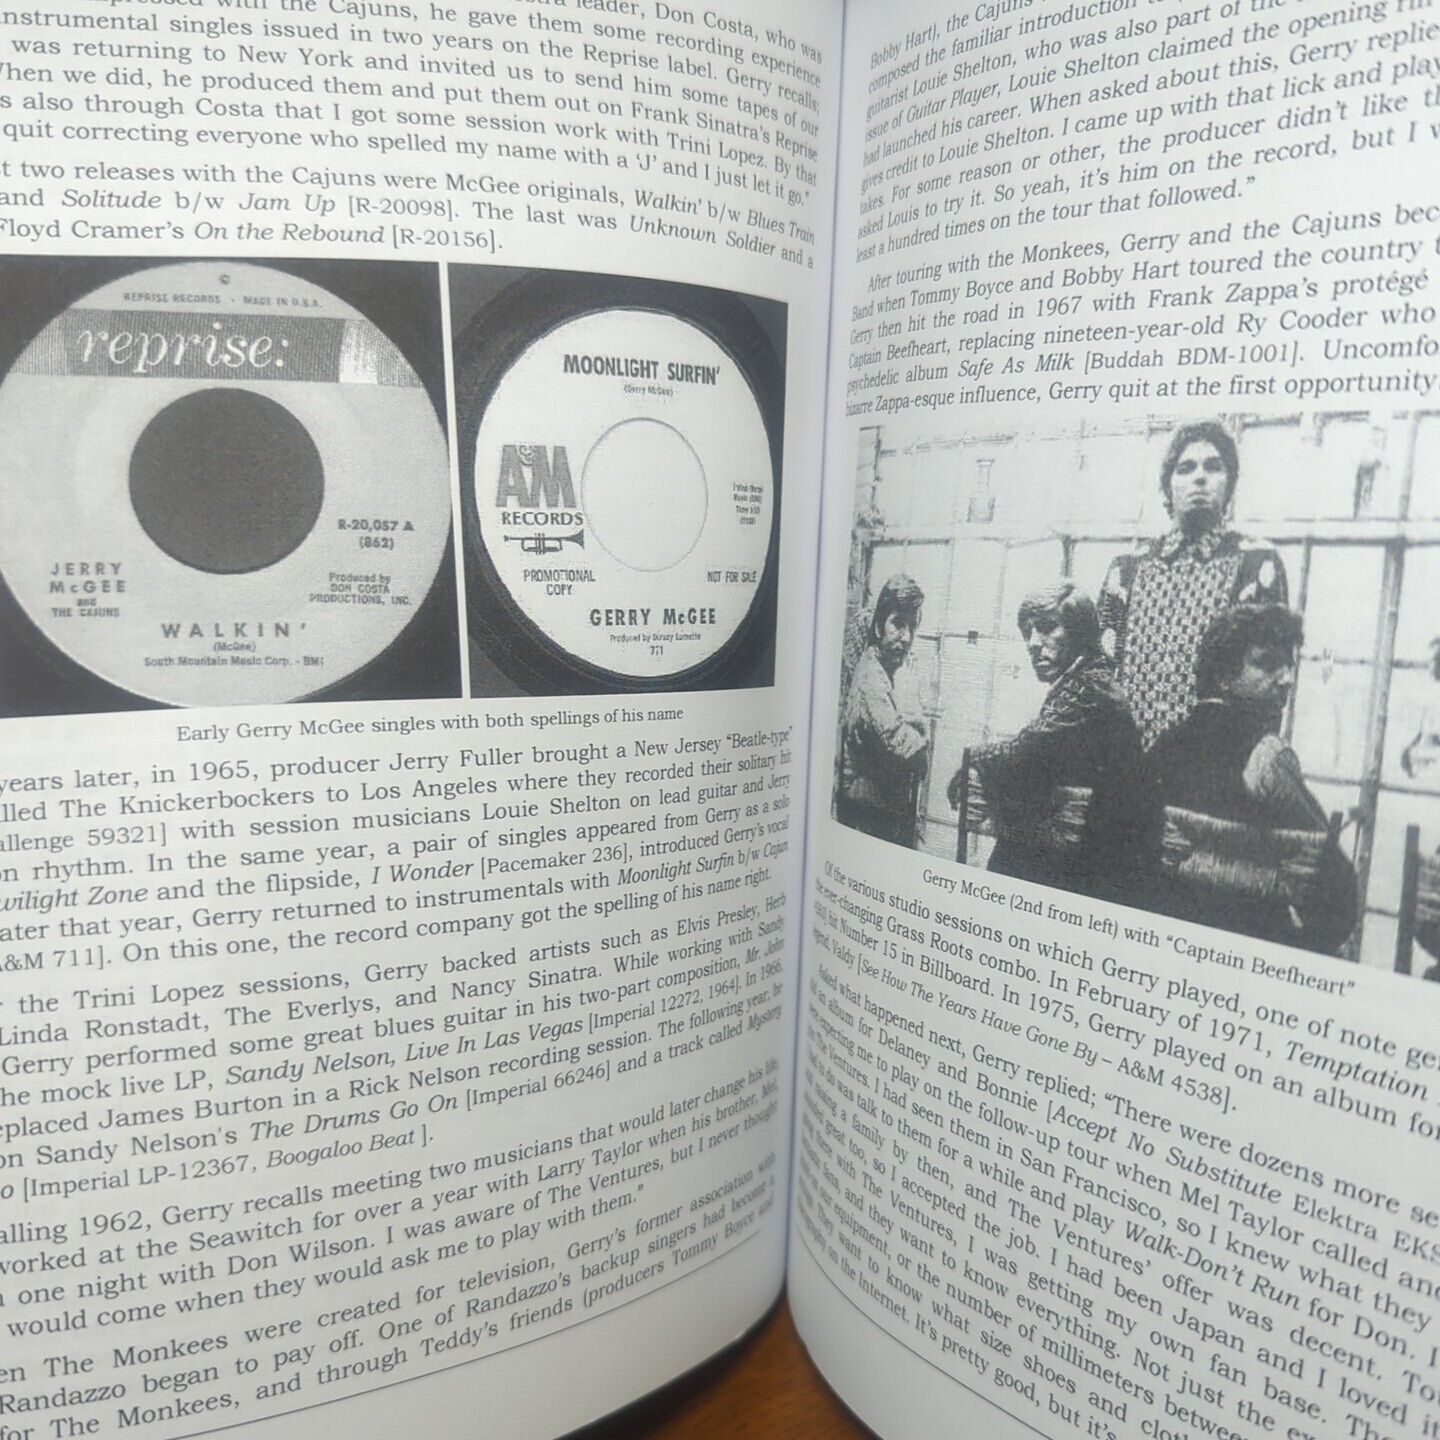 with the Cajuns, he gave them some recording experience
leader, Don Costa, who was
instrumental singles issued in two years on the Reprise label. Gerry recalls;
was returning to New York and invited us to send him some tapes of our
When we did, he produced them and put them out on Frank Sinatra's Reprise
also through Costa that I got some session work with Trini Lopez. By that
quit correcting everyone who spelled my name with a 'J' and I just let it go."
two releases with the Cajuns were McGee originals, Walkin' b/w Blues Train
and Solitude b/w Jam Up [R-20098]. The last was Unknown Soldier and a
Floyd Cramer's On the Rebound [R-20156].
REPRISE RECORDS · MADE IN U.S.A.
reprise:
R-20,057 A
(862)
JERRY
McGEE
and
THE CAJUNS
Produced by
DON COSTA
PRODUCTIONS, INC.
WALKIN'
(McGee)
South Mountain Music Corp. - BMI
MOONLIGHT SURFIN'
(Gerry McGee)
A&M
RECORDS
PROMOTIONAL
COPY
NOT FOR SALE
GERRY McGEE
Produced by
711
Early Gerry McGee singles with both spellings of his name
years later, in 1965, producer Jerry Fuller brought a New Jersey "Beatle-type"
The Knickerbockers to Los Angeles where they recorded their solitary hit
59321] with session musicians Louie Shelton on lead guitar and Jerry
on rhythm. In the same year, a pair of singles appeared from Gerry as a solo
Zone and the flipside, I Wonder [Pacemaker 236], introduced Gerry's vocal
that year, Gerry returned to instrumentals with Moonlight Surfin b/w Cajun
711]. On this one, the record company got the spelling of his name right.
the Trini Lopez sessions, Gerry backed artists such as Elvis Presley, Herb
Linda Ronstadt, The Everlys, and Nancy Sinatra. While working with Sandy
Gerry performed some great blues guitar in his two-part composition, Mr. John
the mock live LP, Sandy Nelson, Live In Las Vegas [Imperial 12272, 1964]. In 1966,
replaced James Burton in a Rick Nelson recording session. The following year, he
on Sandy Nelson's The Drums Go On [Imperial 66246] and a track called Mystery
[Imperial LP-12367, Boogaloo Beat ].
1962, Gerry recalls meeting two musicians that would later change his life.
worked at the Seawitch for over a year with Larry Taylor when his brother, Mel,
one night with Don Wilson. I was aware of The Ventures, but I never thought
would come when they would ask me to play with them."
The Monkees were created for television, Gerry's former association with
Randazzo began to pay off. One of Randazzo's backup singers had become a
for The Monkees, and through Teddy's friends (producers Tommy Boyce and
Bobby Hart), the Cajuns
composed the familiar introduction
guitarist Louie Shelton, who was also part of the
issue of Guitar Player, Louie Shelton claimed the opening
had launched his career. When asked about this, Gerry replied
gives credit to Louie Shelton. I came up with that lick and
takes. For some reason or other, the producer didn't like
asked Louis to try it. So yeah, it's him on the record, but I
least a hundred times on the tour that followed."
After touring with the Monkees, Gerry and the Cajuns
Band when Tommy Boyce and Bobby Hart toured the country
Gerry then hit the road in 1967 with Frank Zappa's protégé
Captain Beefheart, replacing nineteen-year-old Ry Cooder who
psychedelic album Safe As Milk [Buddah BDM-1001].
bizarre Zappa-esque influence, Gerry quit at the first opportunity.
Gerry McGee (2nd from left) with "Captain Beefheart"
Of the various studio sessions on which Gerry played, one of note
the ever-changing Grass Roots combo. In February of 1971, Temptation
hit Number 15 in Billboard. In 1975, Gerry played on an album for
Valdy [See How The Years Have Gone By – A&M 4538].
Asked what happened next, Gerry replied; "There were dozens more
an album for Delaney and Bonnie [Accept No Substitute Elektra
expecting me to play on the follow-up tour when Mel Taylor called
The Ventures. I had seen them in San Francisco, so I knew what they
to do was talk to them for a while and play Walk-Don't Run for Don. I
raising a family by then, and The Ventures' offer was decent.
great too, so I accepted the job. I had been Japan and I loved it
there with The Ventures, I was getting my own fan base.
fans, and they want to know everything. Not just the
our equipment, or the number of millimeters between
They want to know what size shoes and
on the Internet. It's pretty good, but it's